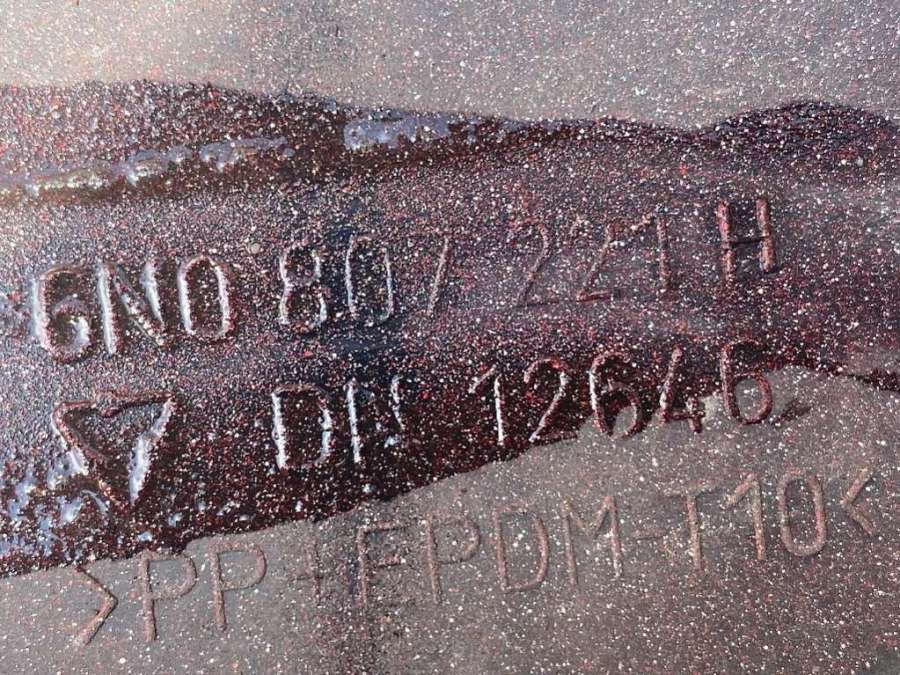 6N0 807 221 H
DN 12646
>PP+EPDM-T10<